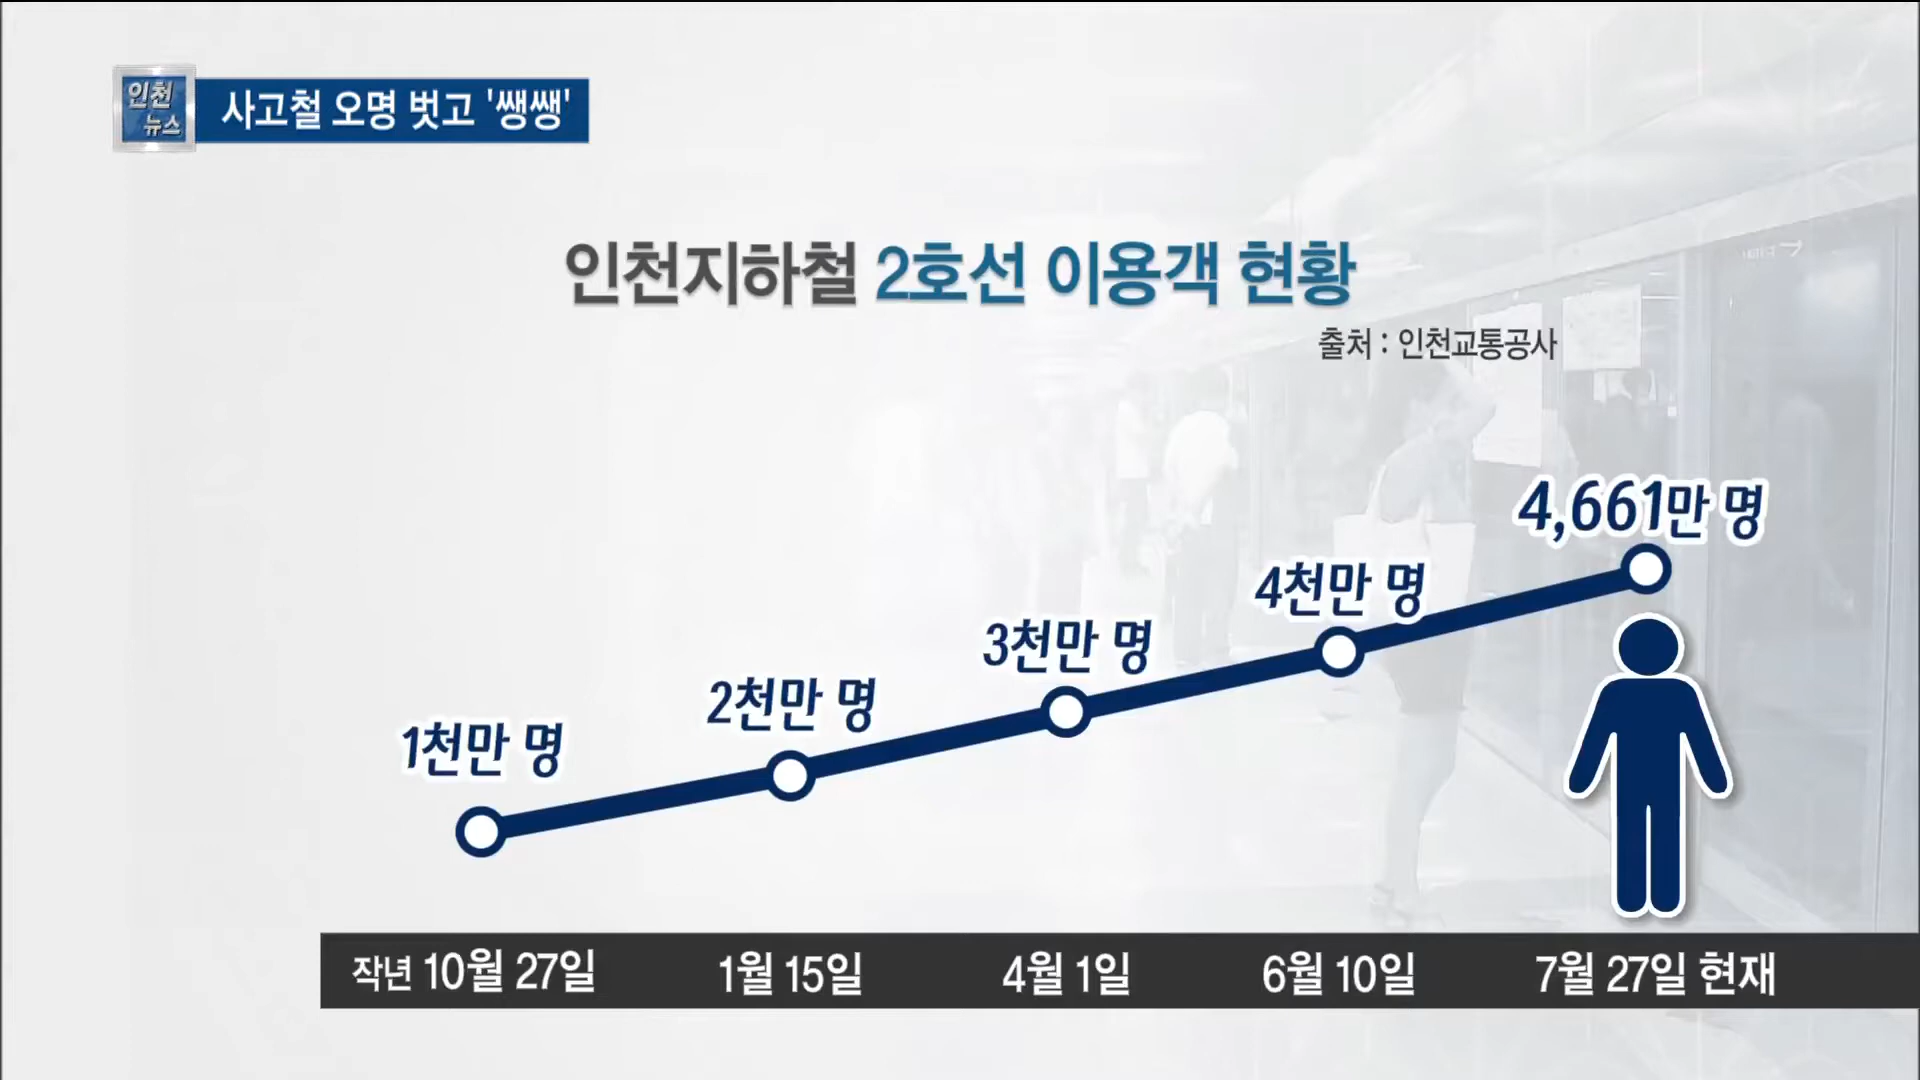 인천
뉴스
사고철 오명 벗고 '쌩쌩'
인천지하철 2호선 이용객 현황
출처 : 인천교통공사
1천만 명
2천만 명
3천만 명
4천만 명
4,661만 명
작년 10월 27일
1월 15일
4월 1일
6월 10일
7월 27일 현재